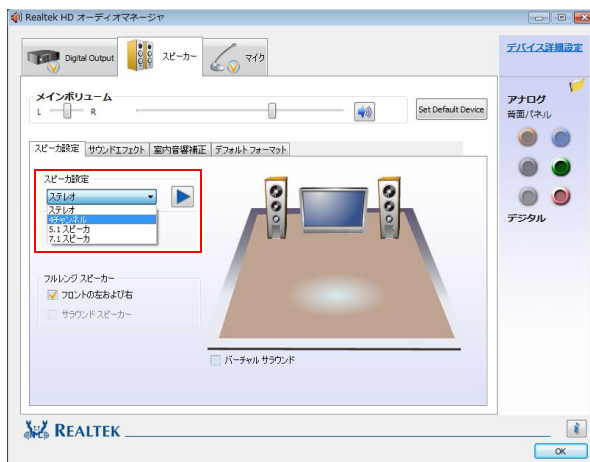 Realtek HD オーディオマネージャ
Digital Output
スピーカー
マイク
デバイス詳細設定
メインボリューム
L
R
Set Default Device
アナログ
背面パネル
スピーカ設定
サウンドエフェクト
室内音響補正
デフォルトフォーマット
スピーカ設定
ステレオ
ステレオ
4チャンネル
5.1スピーカ
7.1スピーカ
デジタル
フルレンジ スピーカー
フロントの左および右
サラウンド スピーカー
バーチャル サラウンド
REALTEK
i
OK